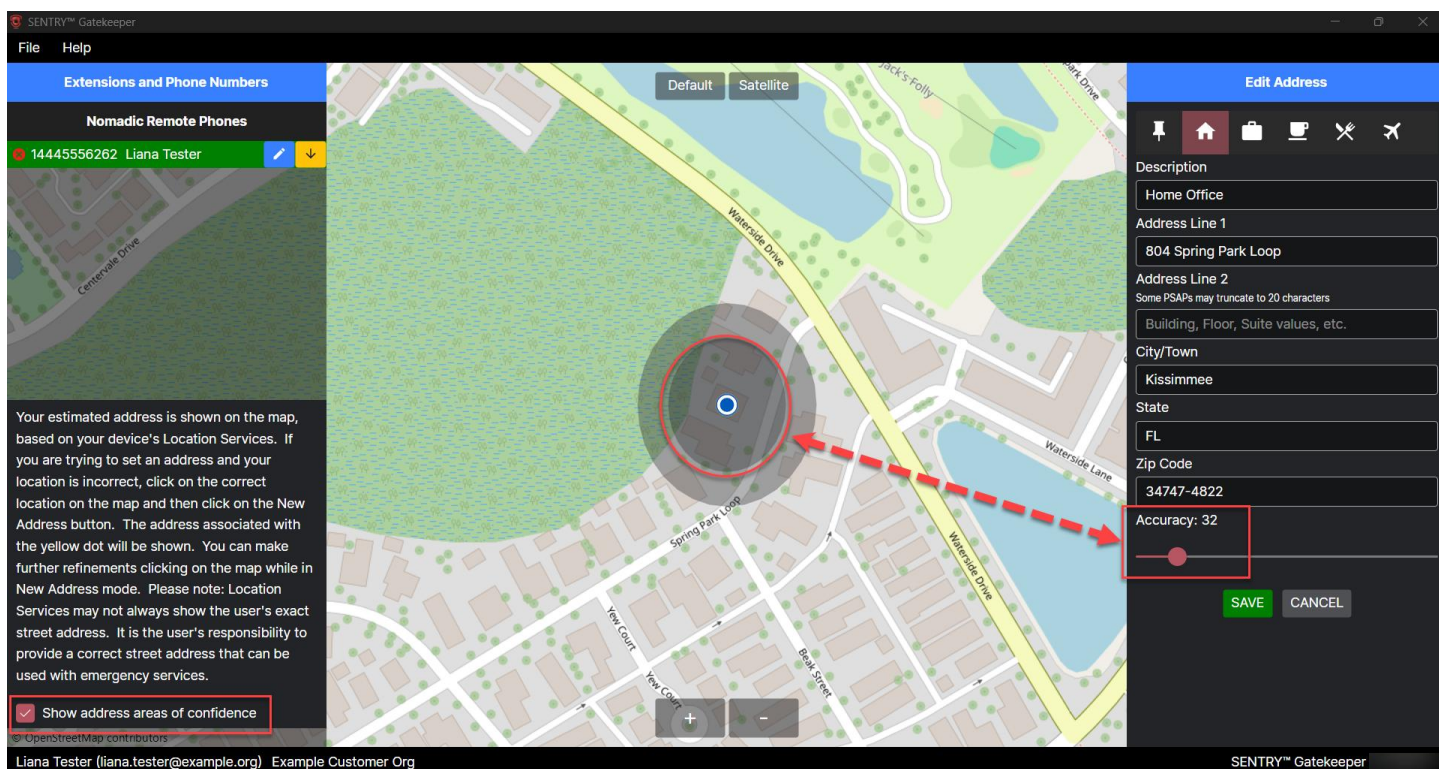 SENTRY™ Gatekeeper
File Help
Extensions and Phone Numbers
Nomadic Remote Phones
14445556262 Liana Tester
Centervale Drive
Your estimated address is shown on the map,
based on your device's Location Services. If
you are trying to set an address and your
location is incorrect, click on the correct
location on the map and then click on the New
Address button. The address associated with
the yellow dot will be shown. You can make
further refinements clicking on the map while in
New Address mode. Please note: Location
Services may not always show the user's exact
street address. It is the user's responsibility to
provide a correct street address that can be
used with emergency services.
Show address areas of confidence
© OpenStreetMap contributors
Default Satellite
Jack's Folly
Park Drive
Waterside Drive
Waterside Lane
Spring Park Loop
Waterside Drive
Yew Court
Beak Street
Yew Court
+ -
Edit Address
Description
Home Office
Address Line 1
804 Spring Park Loop
Address Line 2
Some PSAPs may truncate to 20 characters
Building, Floor, Suite values, etc.
City/Town
Kissimmee
State
FL
Zip Code
34747-4822
Accuracy: 32
SAVE CANCEL
Liana Tester (liana.tester@example.org) Example Customer Org
SENTRY™ Gatekeeper